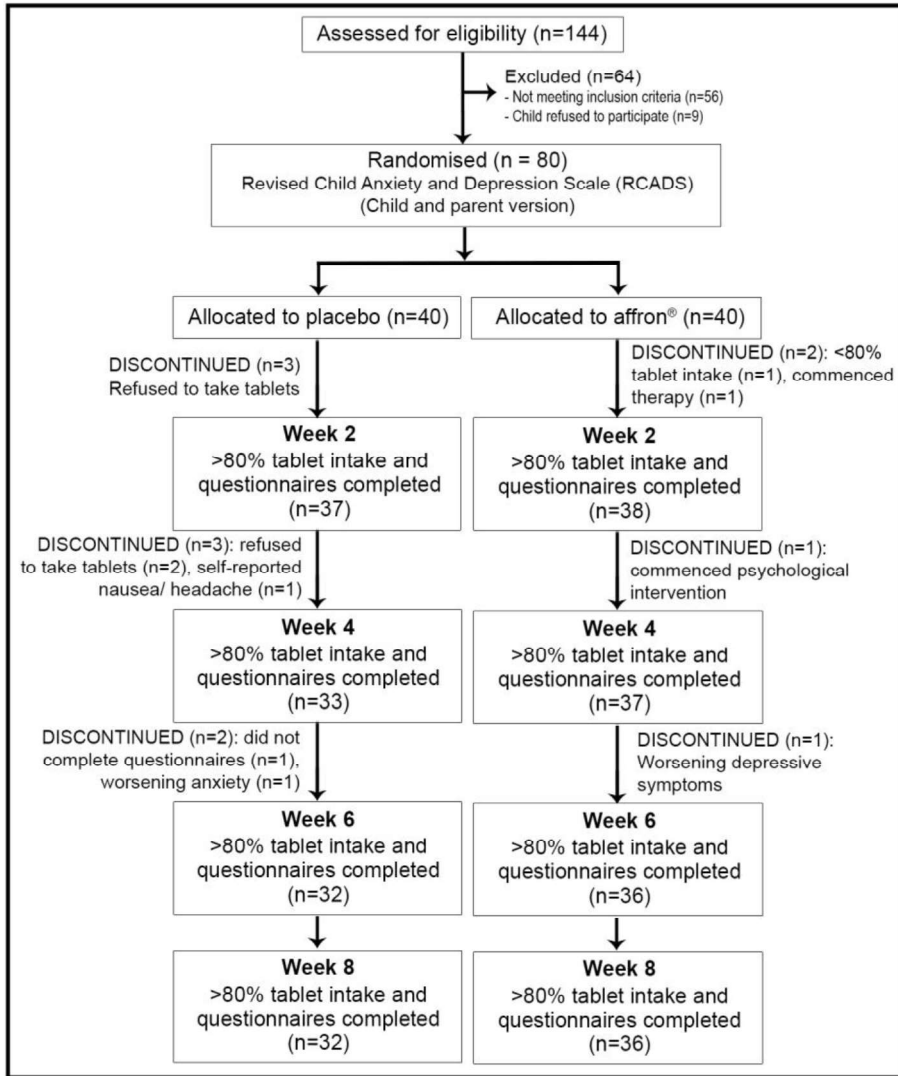 Assessed for eligibility (n=144)
Excluded (n=64)
- Not meeting inclusion criteria (n=56)
- Child refused to participate (n=9)
Randomised (n = 80)
Revised Child Anxiety and Depression Scale (RCADS)
(Child and parent version)
Allocated to placebo (n=40)
Allocated to affron® (n=40)
DISCONTINUED (n=3)
Refused to take tablets
DISCONTINUED (n=2): <80%
tablet intake (n=1), commenced
therapy (n=1)
Week 2
>80% tablet intake and
questionnaires completed
(n=37)
Week 2
>80% tablet intake and
questionnaires completed
(n=38)
DISCONTINUED (n=3): refused
to take tablets (n=2), self-reported
nausea/ headache (n=1)
DISCONTINUED (n=1):
commenced psychological
intervention
Week 4
>80% tablet intake and
questionnaires completed
(n=33)
Week 4
>80% tablet intake and
questionnaires completed
(n=37)
DISCONTINUED (n=2): did not
complete questionnaires (n=1),
worsening anxiety (n=1)
DISCONTINUED (n=1):
Worsening depressive
symptoms
Week 6
>80% tablet intake and
questionnaires completed
(n=32)
Week 6
>80% tablet intake and
questionnaires completed
(n=36)
Week 8
>80% tablet intake and
questionnaires completed
(n=32)
Week 8
>80% tablet intake and
questionnaires completed
(n=36)